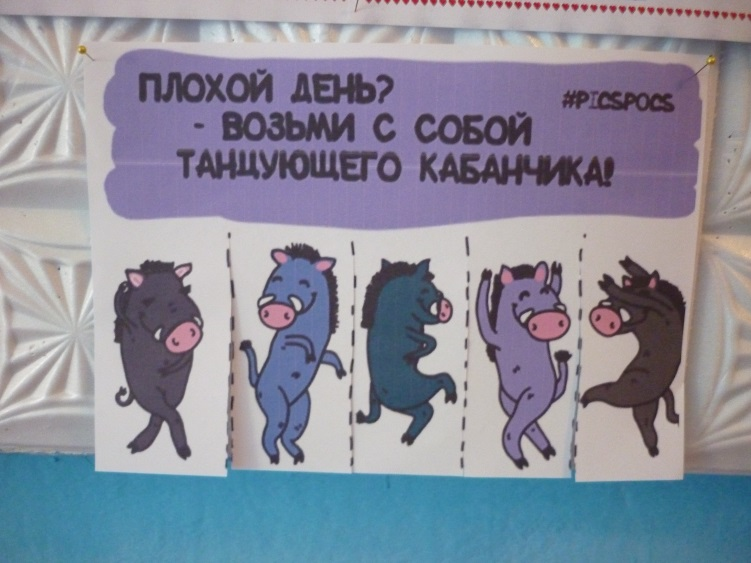 ПЛОХОЙ ДЕНЬ?
#PICSPOCS
- ВОЗЬМИ С СОБОЙ
ТАНЦУЮЩЕГО КАБАНЧИКА!